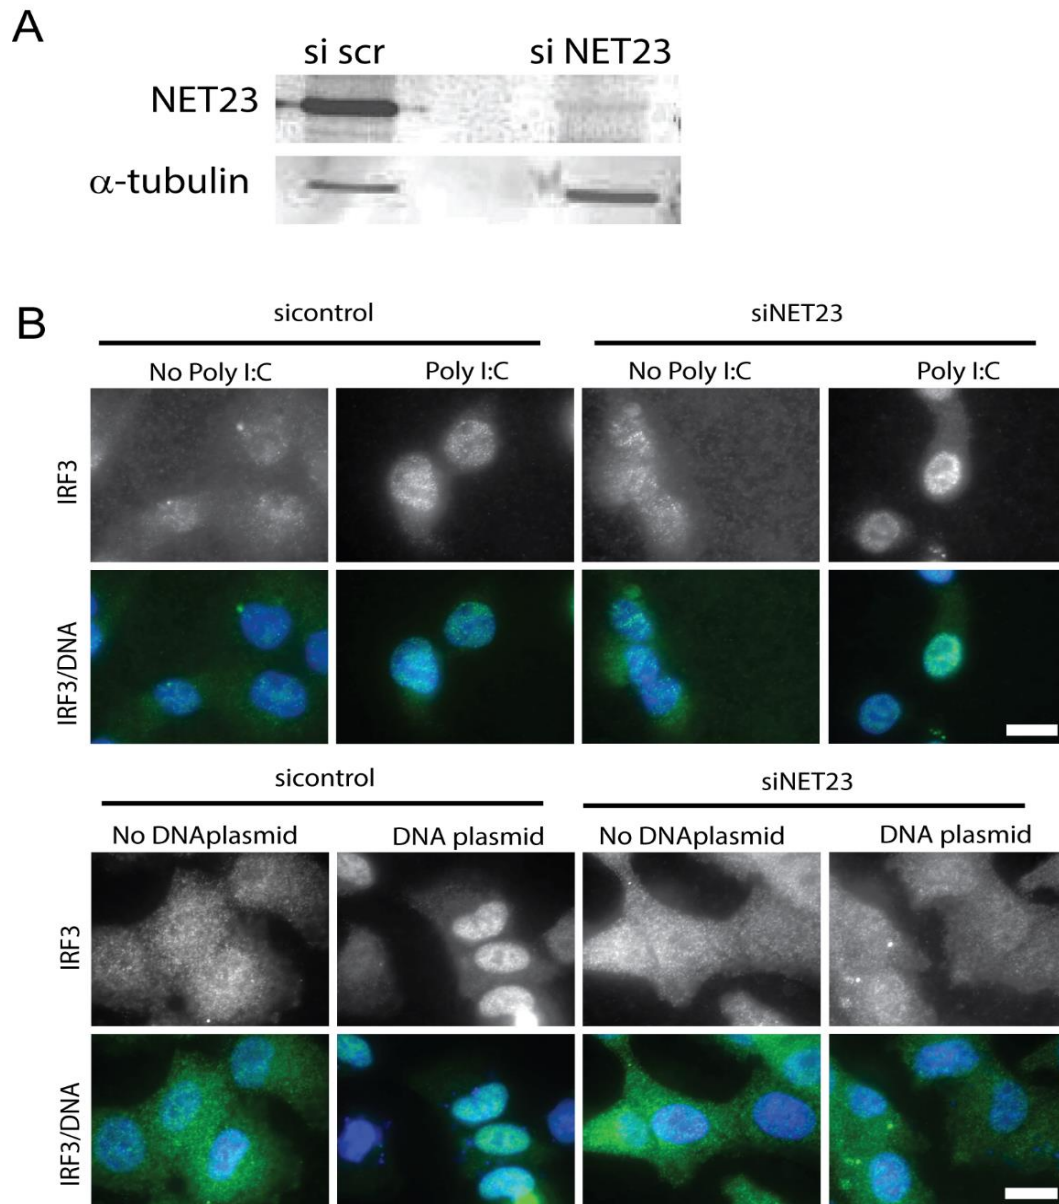 A
si scr si NET23
NET23
α-tubulin
B
sicontrol siNET23
No Poly I:C Poly I:C No Poly I:C Poly I:C
IRF3
IRF3/DNA
sicontrol siNET23
No DNAplasmid DNA plasmid No DNAplasmid DNA plasmid
IRF3
IRF3/DNA